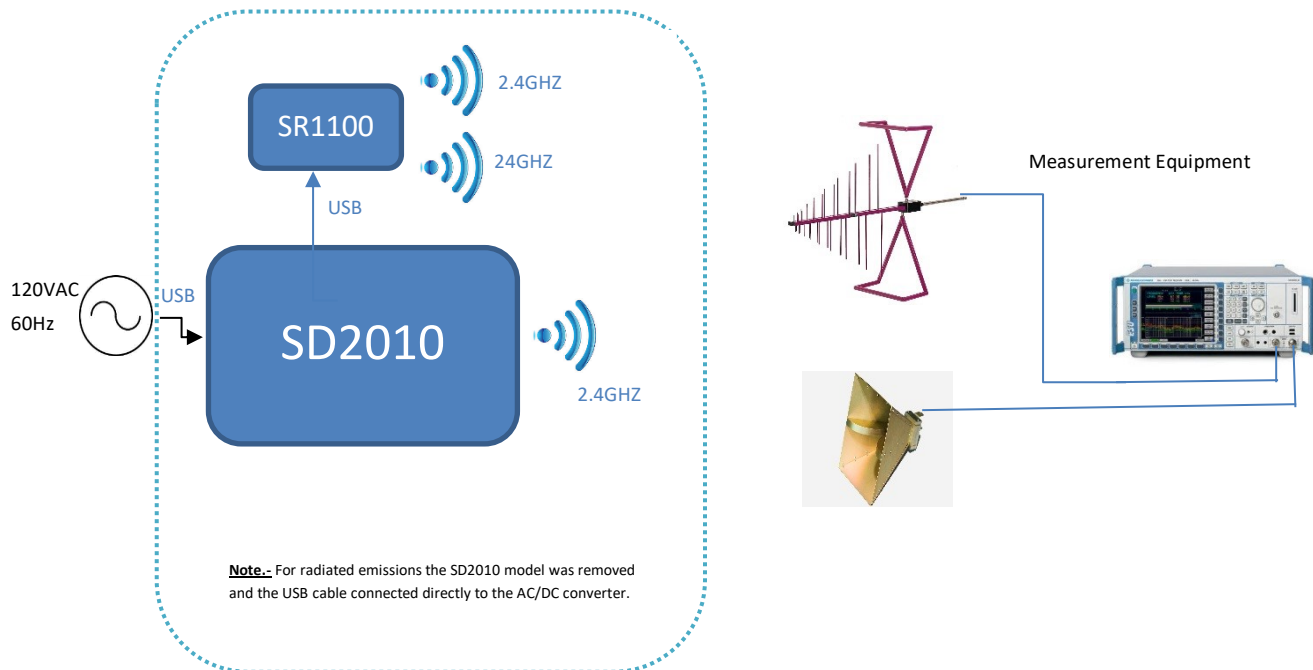 2.4GHZ
SR1100
24GHZ
USB
Measurement Equipment
120VAC
60Hz
USB
SD2010
2.4GHZ
Note.- For radiated emissions the SD2010 model was removed
and the USB cable connected directly to the AC/DC converter.